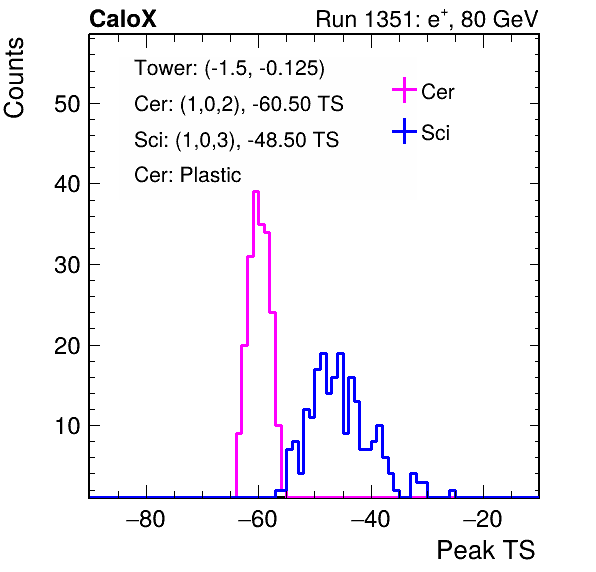 CaloX Run 1351: e+, 80 GeV
Counts
Tower: (-1.5, -0.125)
Cer: (1,0,2), -60.50 TS
Sci: (1,0,3), -48.50 TS
Cer: Plastic
Cer
Sci
50
40
30
20
10
−80 −60 −40 −20
Peak TS